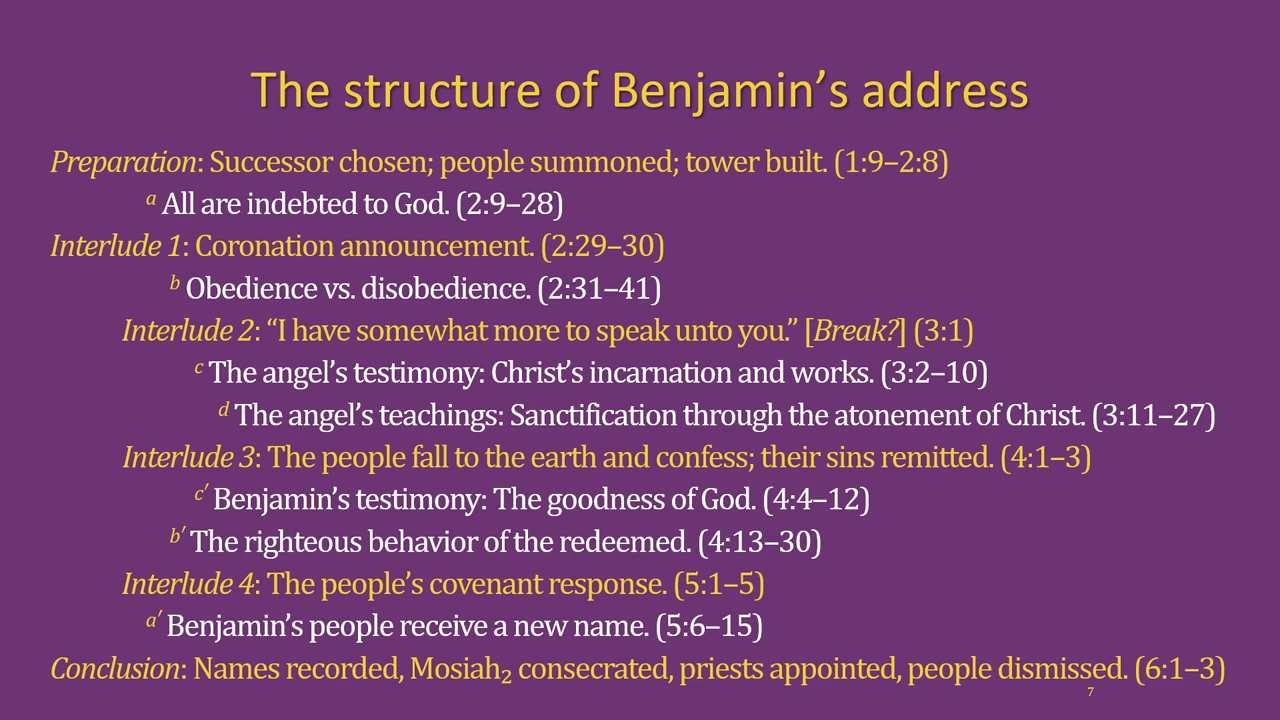 The structure of Benjamin’s address
Preparation: Successor chosen; people summoned; tower built. (1:9–2:8)
a All are indebted to God. (2:9–28)
Interlude 1: Coronation announcement. (2:29–30)
b Obedience vs. disobedience. (2:31–41)
Interlude 2: “I have somewhat more to speak unto you.” [Break?] (3:1)
c The angel’s testimony: Christ’s incarnation and works. (3:2–10)
d The angel’s teachings: Sanctification through the atonement of Christ. (3:11–27)
Interlude 3: The people fall to the earth and confess; their sins remitted. (4:1–3)
c′ Benjamin’s testimony: The goodness of God. (4:4–12)
b′ The righteous behavior of the redeemed. (4:13–30)
Interlude 4: The people’s covenant response. (5:1–5)
a′ Benjamin’s people receive a new name. (5:6–15)
Conclusion: Names recorded, Mosiah₂ consecrated, priests appointed, people dismissed. (6:1–3)
7